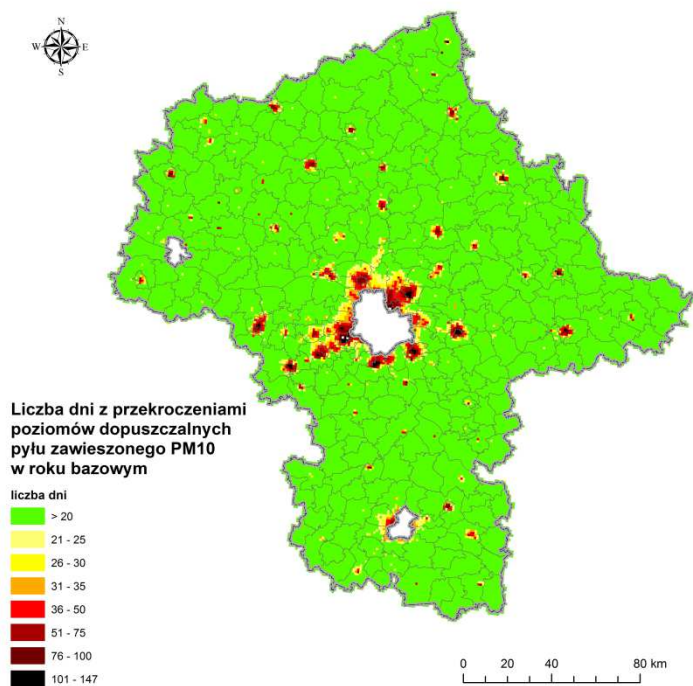 N
W E
S
Liczba dni z przekroczeniami
poziomów dopuszczalnych
pyłu zawieszonego PM10
w roku bazowym
liczba dni
> 20
21 - 25
26 - 30
31 - 35
36 - 50
51 - 75
76 - 100
101 - 147
0 20 40 80 km